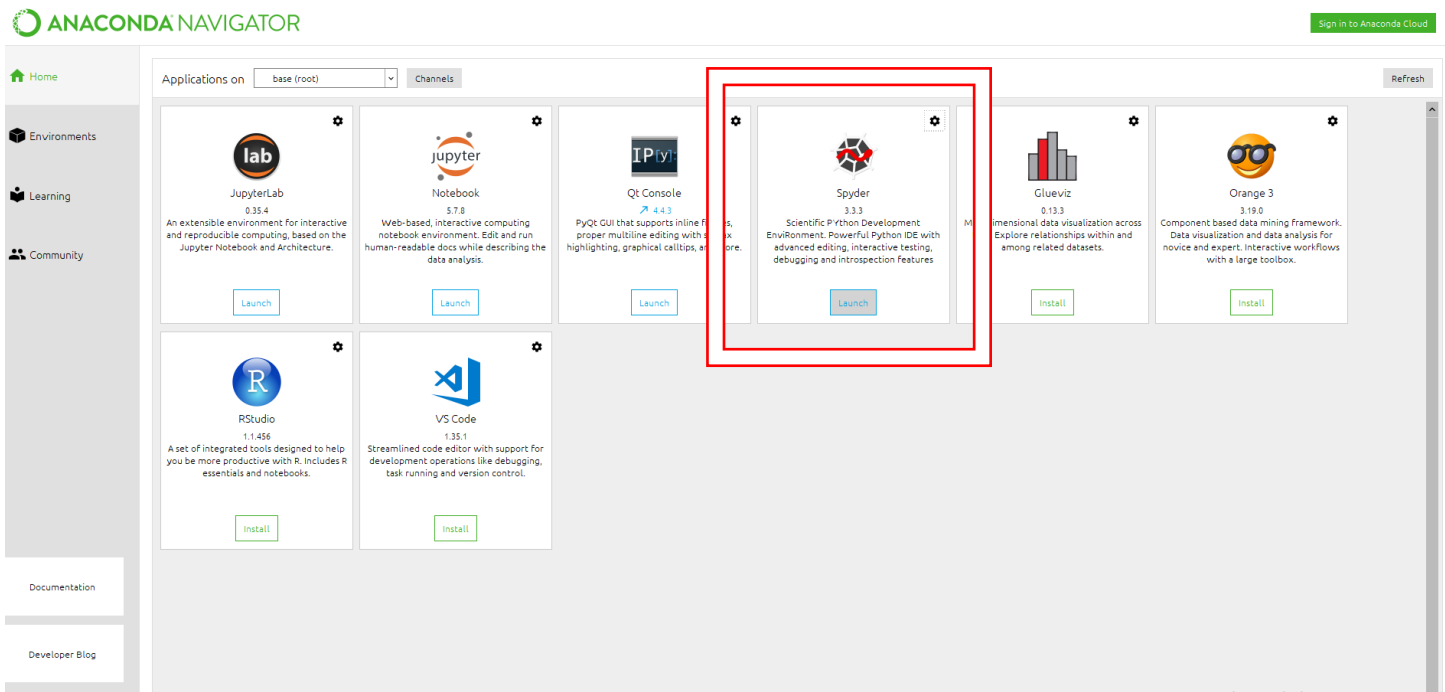 ANACONDA NAVIGATOR
Sign in to Anaconda Cloud
Home
Environments
Learning
Community
Documentation
Developer Blog
Applications on
base (root)
Channels
Refresh
lab
JupyterLab
0.35.4
An extensible environment for interactive
and reproducible computing, based on the
Jupyter Notebook and Architecture.
Launch
jupyter
Notebook
5.7.8
Web-based, interactive computing
notebook environment. Edit and run
human-readable docs while describing the
data analysis.
Launch
IP[y]:
Qt Console
4.4.3
PyQt GUI that supports inline
proper multiline editing with
highlighting, graphical calltips,
Launch
Spyder
3.3.3
Scientific PYthon Development
EnviRonment. Powerful Python IDE with
advanced editing, interactive testing,
debugging and introspection features
Launch
Glueviz
0.13.3
data visualization across
Explore relationships within and
among related datasets.
Install
Orange 3
3.19.0
Component based data mining framework.
Data visualization and data analysis for
novice and expert. Interactive workflows
with a large toolbox.
Install
R
RStudio
1.1.456
A set of integrated tools designed to help
you be more productive with R. Includes R
essentials and notebooks.
Install
VS Code
1.35.1
Streamlined code editor with support for
development operations like debugging,
task running and version control.
Install